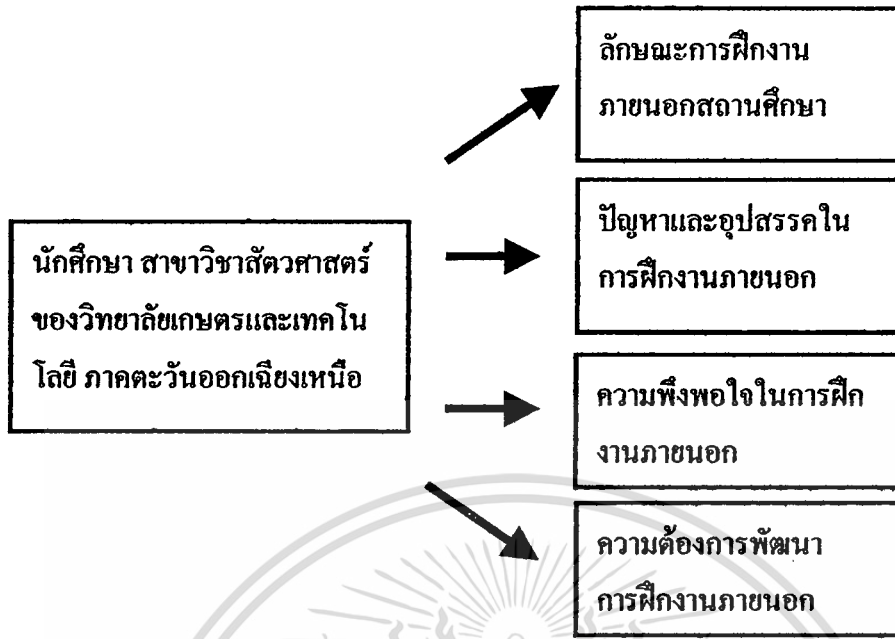 ลักษณะการฝึกงาน
ภายนอกสถานศึกษา
ปัญหาและอุปสรรคใน
การฝึกงานภายนอก
นักศึกษา สาขาวิชาสัตวศาสตร์
ของวิทยาลัยเกษตรและเทคโน
โลยี ภาคตะวันออกเฉียงเหนือ
ความพึงพอใจในการฝึก
งานภายนอก
ความต้องการพัฒนา
การฝึกงานภายนอก